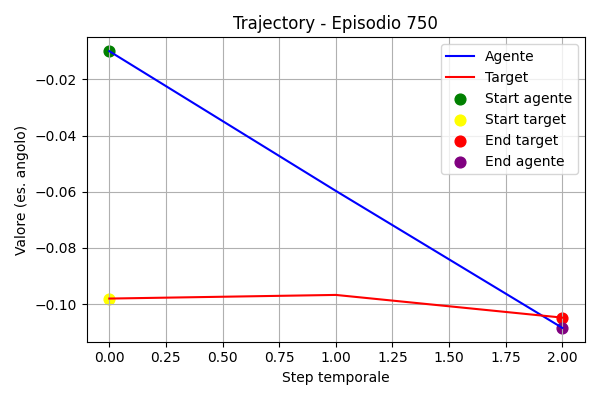 Trajectory - Episodio 750
Agente
Target
Start agente
Start target
End target
End agente
Valore (es. angolo)
−0.02
−0.04
−0.06
−0.08
−0.10
0.00 0.25 0.50 0.75 1.00 1.25 1.50 1.75 2.00
Step temporale